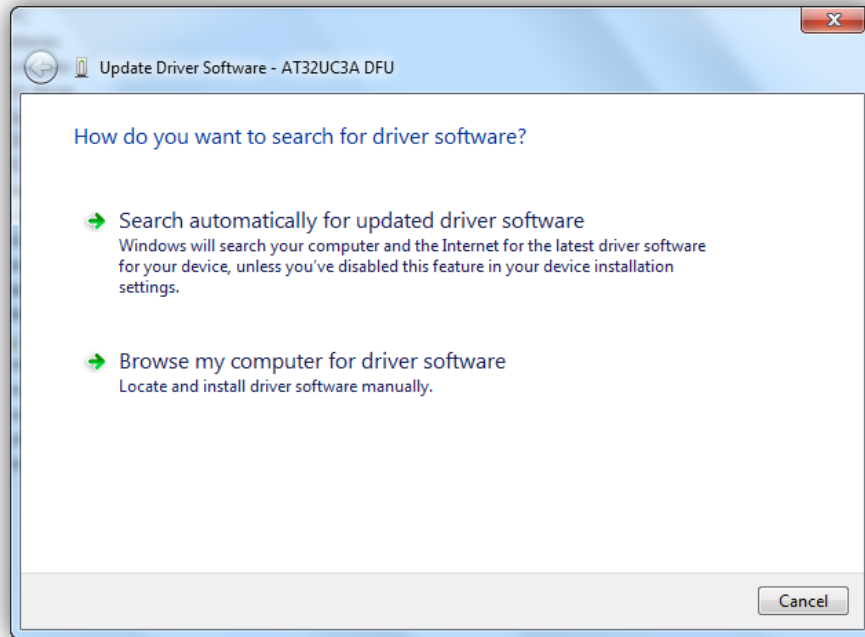 Update Driver Software - AT32UC3A DFU
How do you want to search for driver software?
Search automatically for updated driver software
Windows will search your computer and the Internet for the latest driver software
for your device, unless you've disabled this feature in your device installation
settings.
Browse my computer for driver software
Locate and install driver software manually.
Cancel